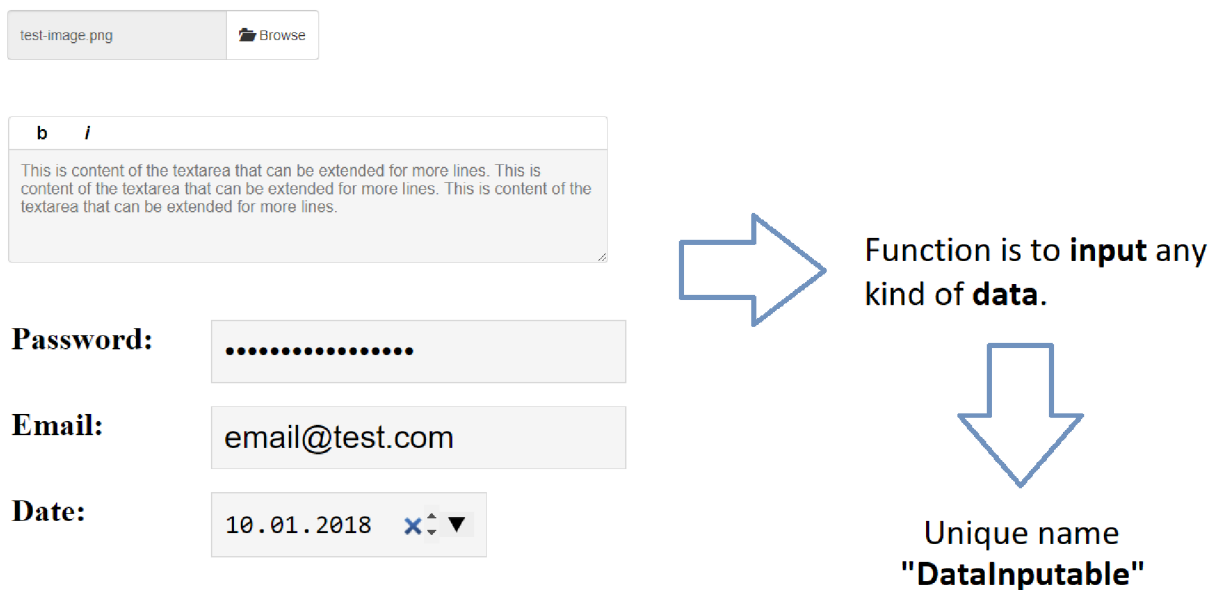 test-image.png Browse
b i
This is content of the textarea that can be extended for more lines. This is
content of the textarea that can be extended for more lines. This is content of the
textarea that can be extended for more lines.
Password: •••••••••••••••••
Email: email@test.com
Date: 10.01.2018
Function is to input any
kind of data.
Unique name
"DataInputable"